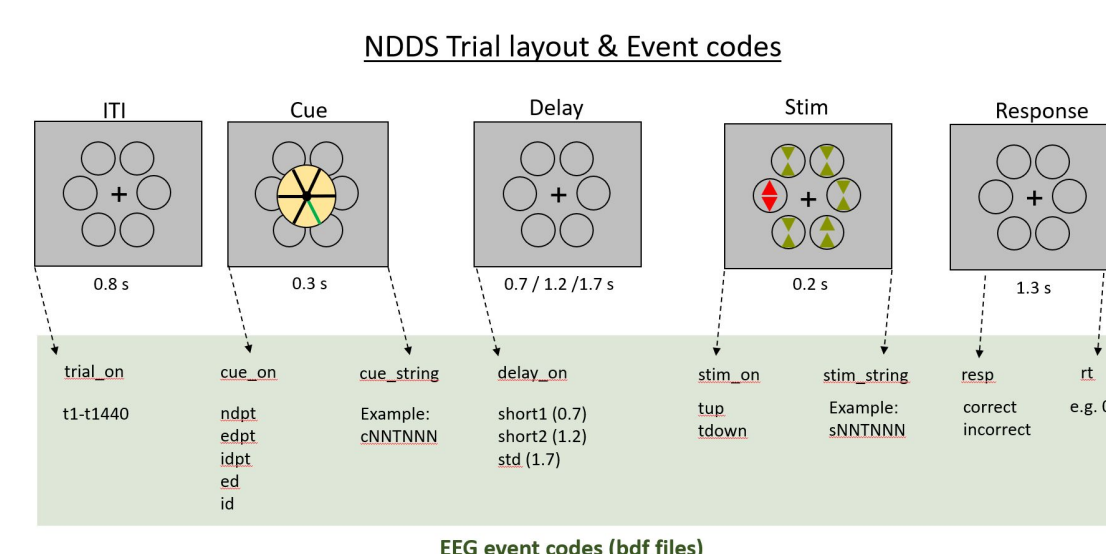 NDDS Trial layout & Event codes
ITI
Cue
Delay
Stim
Response
0.8 s
0.3 s
0.7 / 1.2 /1.7 s
0.2 s
1.3 s
trial_on
cue_on
cue_string
delay_on
stim_on
stim_string
resp
rt
t1-t1440
ndpt
edpt
idpt
ed
id
Example:
cNNTNNN
short1 (0.7)
short2 (1.2)
std (1.7)
tup
tdown
Example:
sNNTNNN
correct
incorrect
e.g. 0
EEG event codes (bdf files)